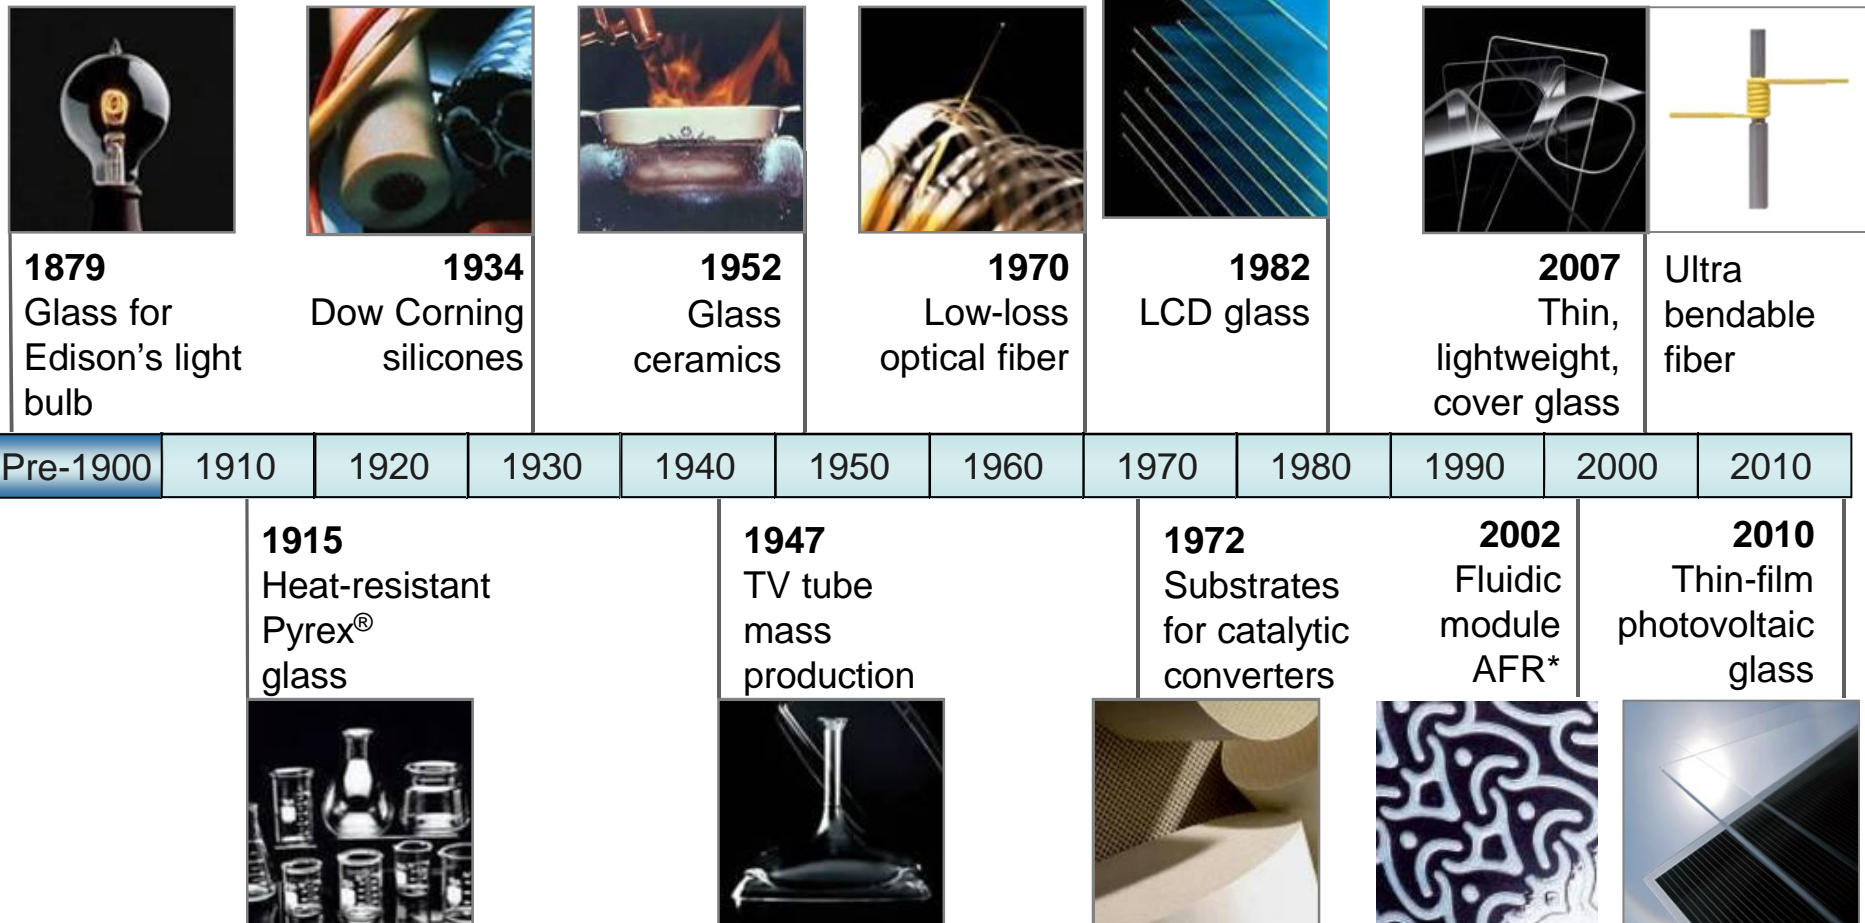 1879
Glass for
Edison’s light
bulb
1934
Dow Corning
silicones
1952
Glass
ceramics
1970
Low-loss
optical fiber
1982
LCD glass
2007
Thin,
lightweight,
cover glass
Ultra
bendable
fiber
Pre-1900 1910 1920 1930 1940 1950 1960 1970 1980 1990 2000 2010
1915
Heat-resistant
Pyrex®
glass
1947
TV tube
mass
production
1972
Substrates
for catalytic
converters
2002
Fluidic
module
AFR*
2010
Thin-film
photovoltaic
glass